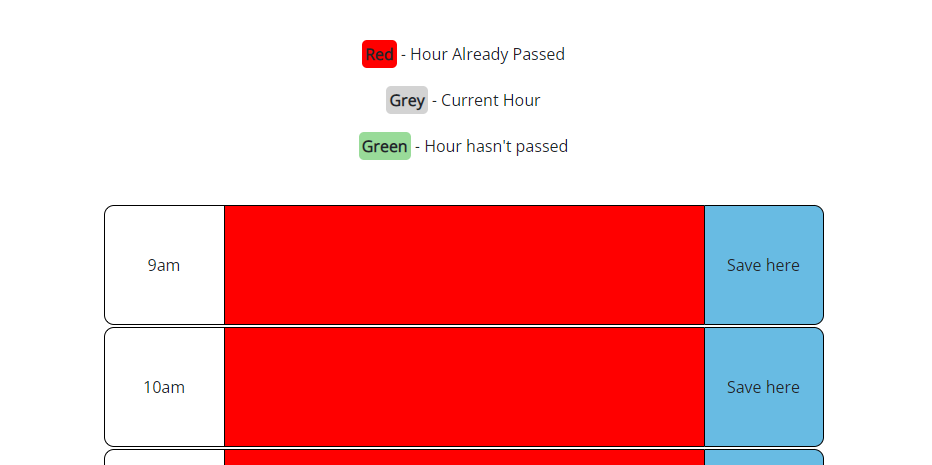 Red - Hour Already Passed
Grey - Current Hour
Green - Hour hasn't passed
9am Save here
10am Save here